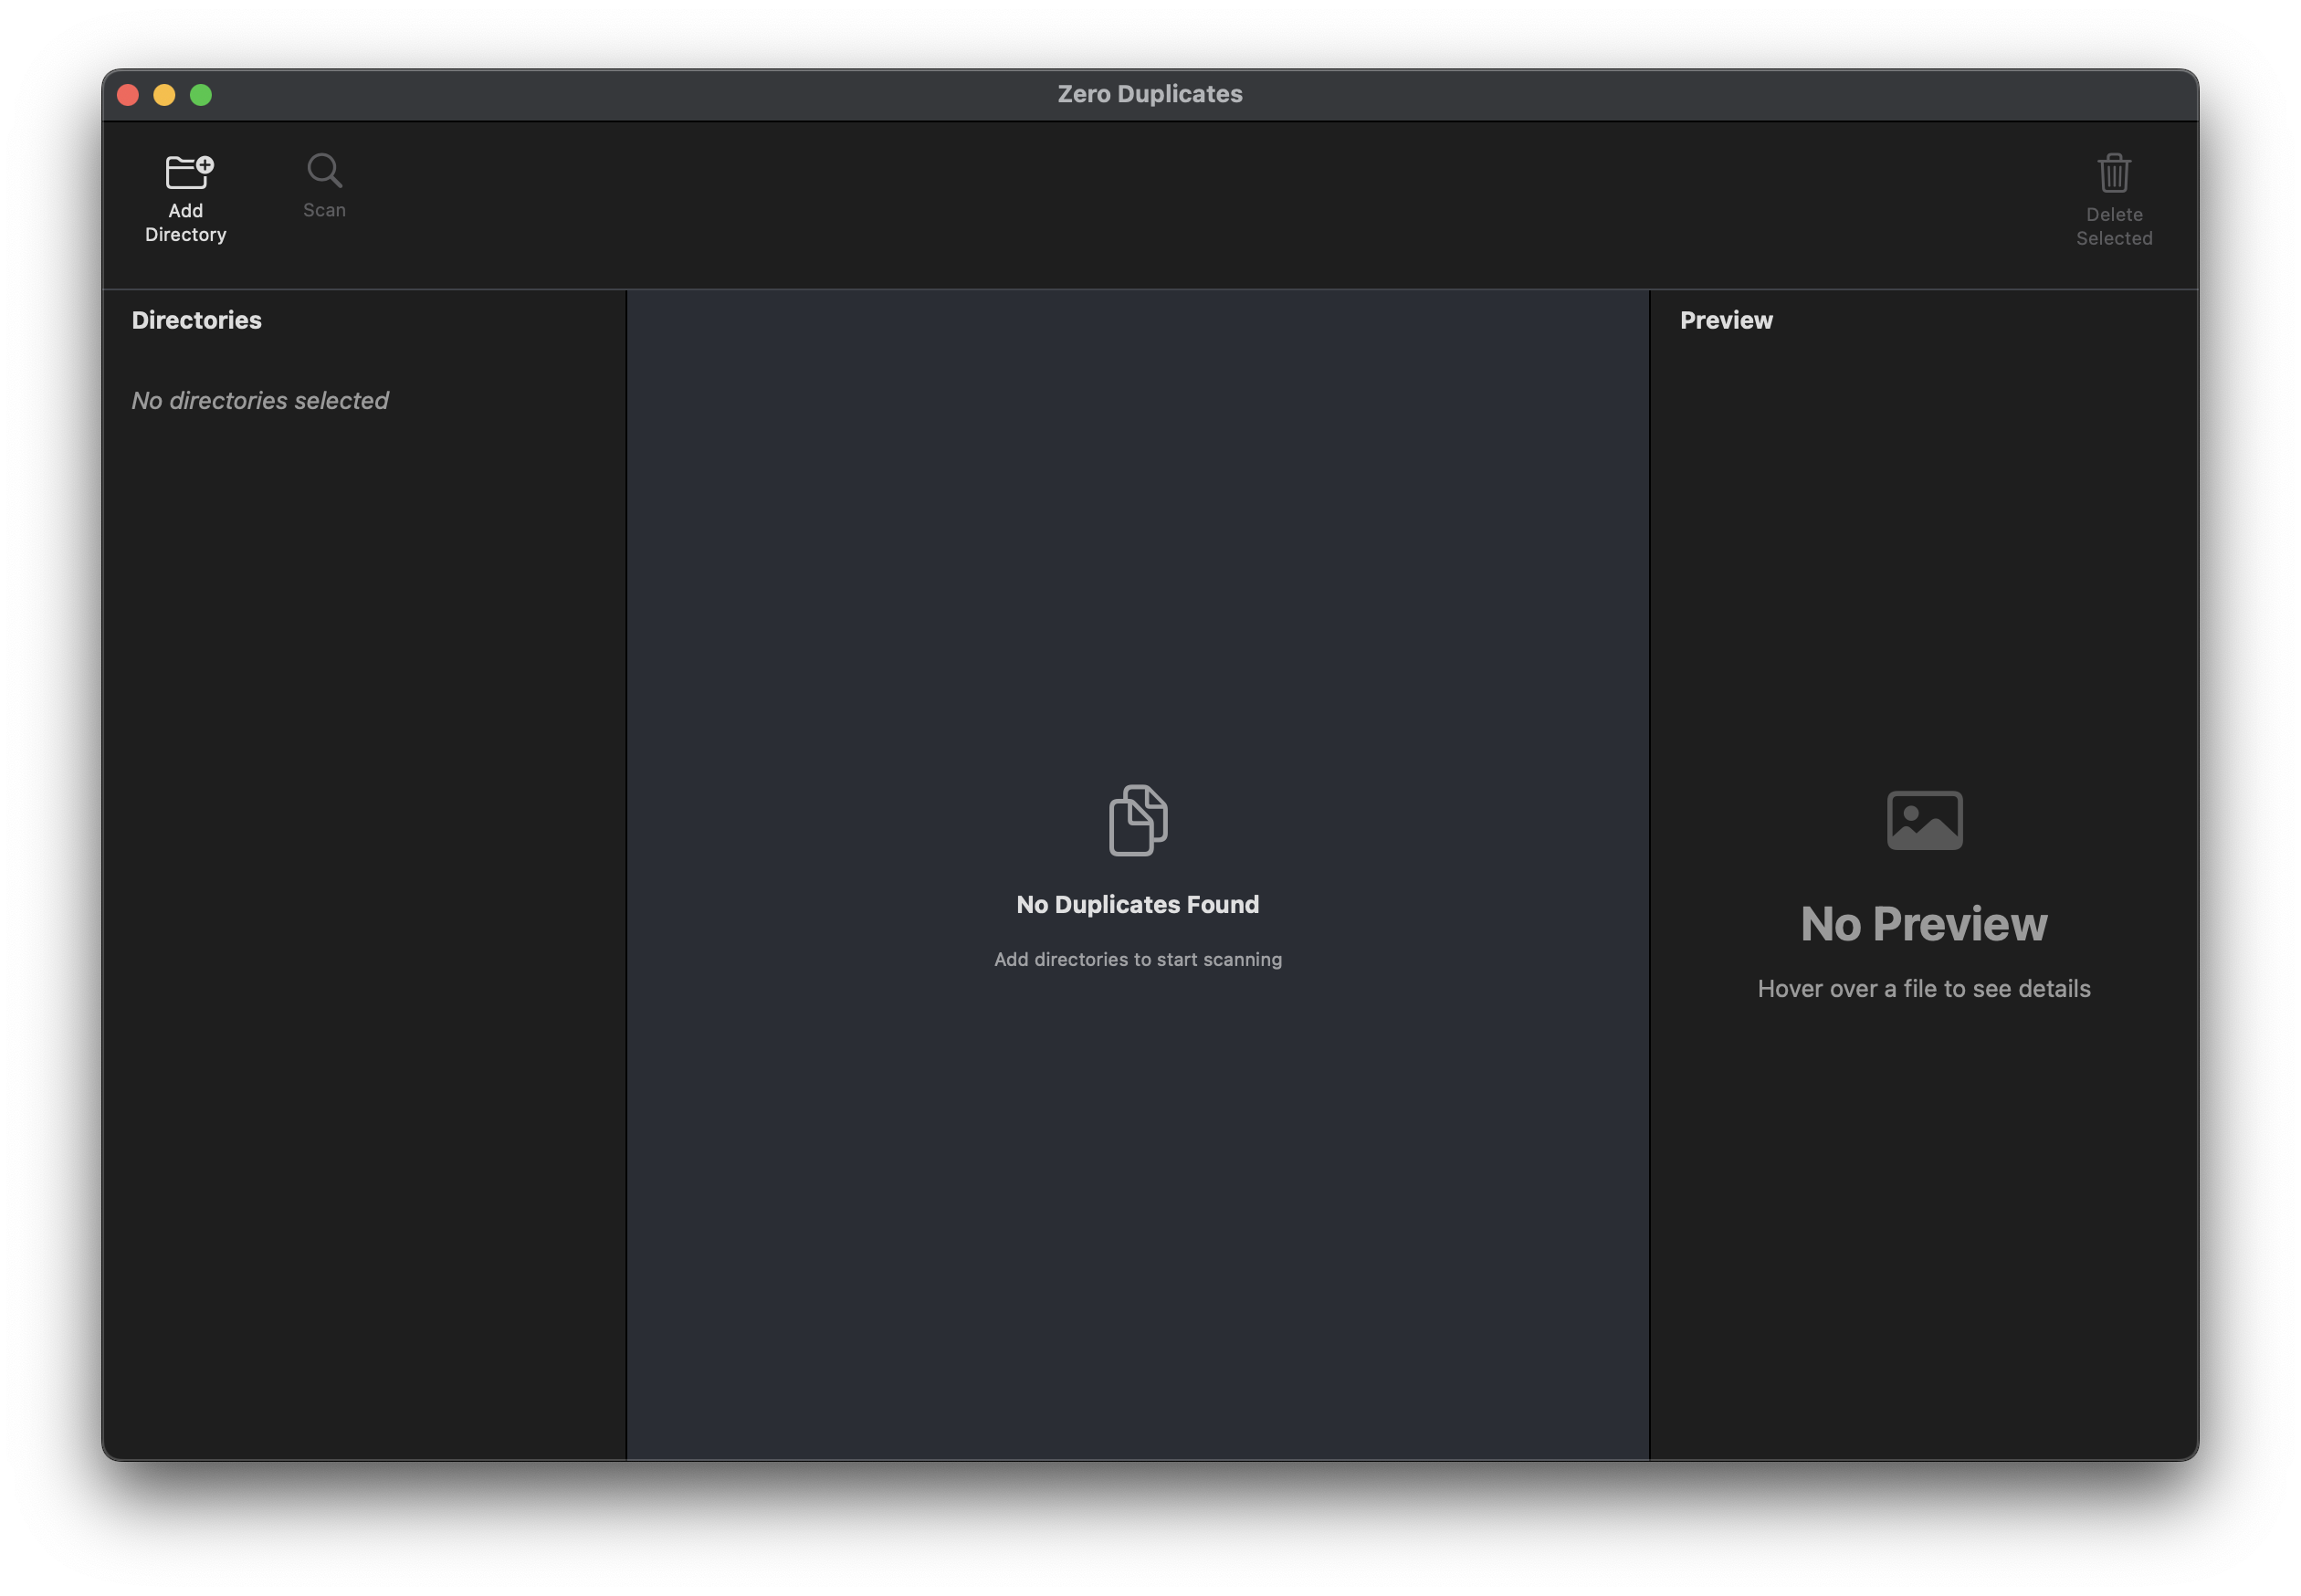 Zero Duplicates
Add
Directory
Scan
Delete
Selected
Directories
No directories selected
No Duplicates Found
Add directories to start scanning
Preview
No Preview
Hover over a file to see details